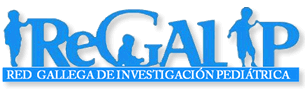 ReGALIP
RED GALLEGA DE INVESTIGACIÓN PEDIÁTRICA